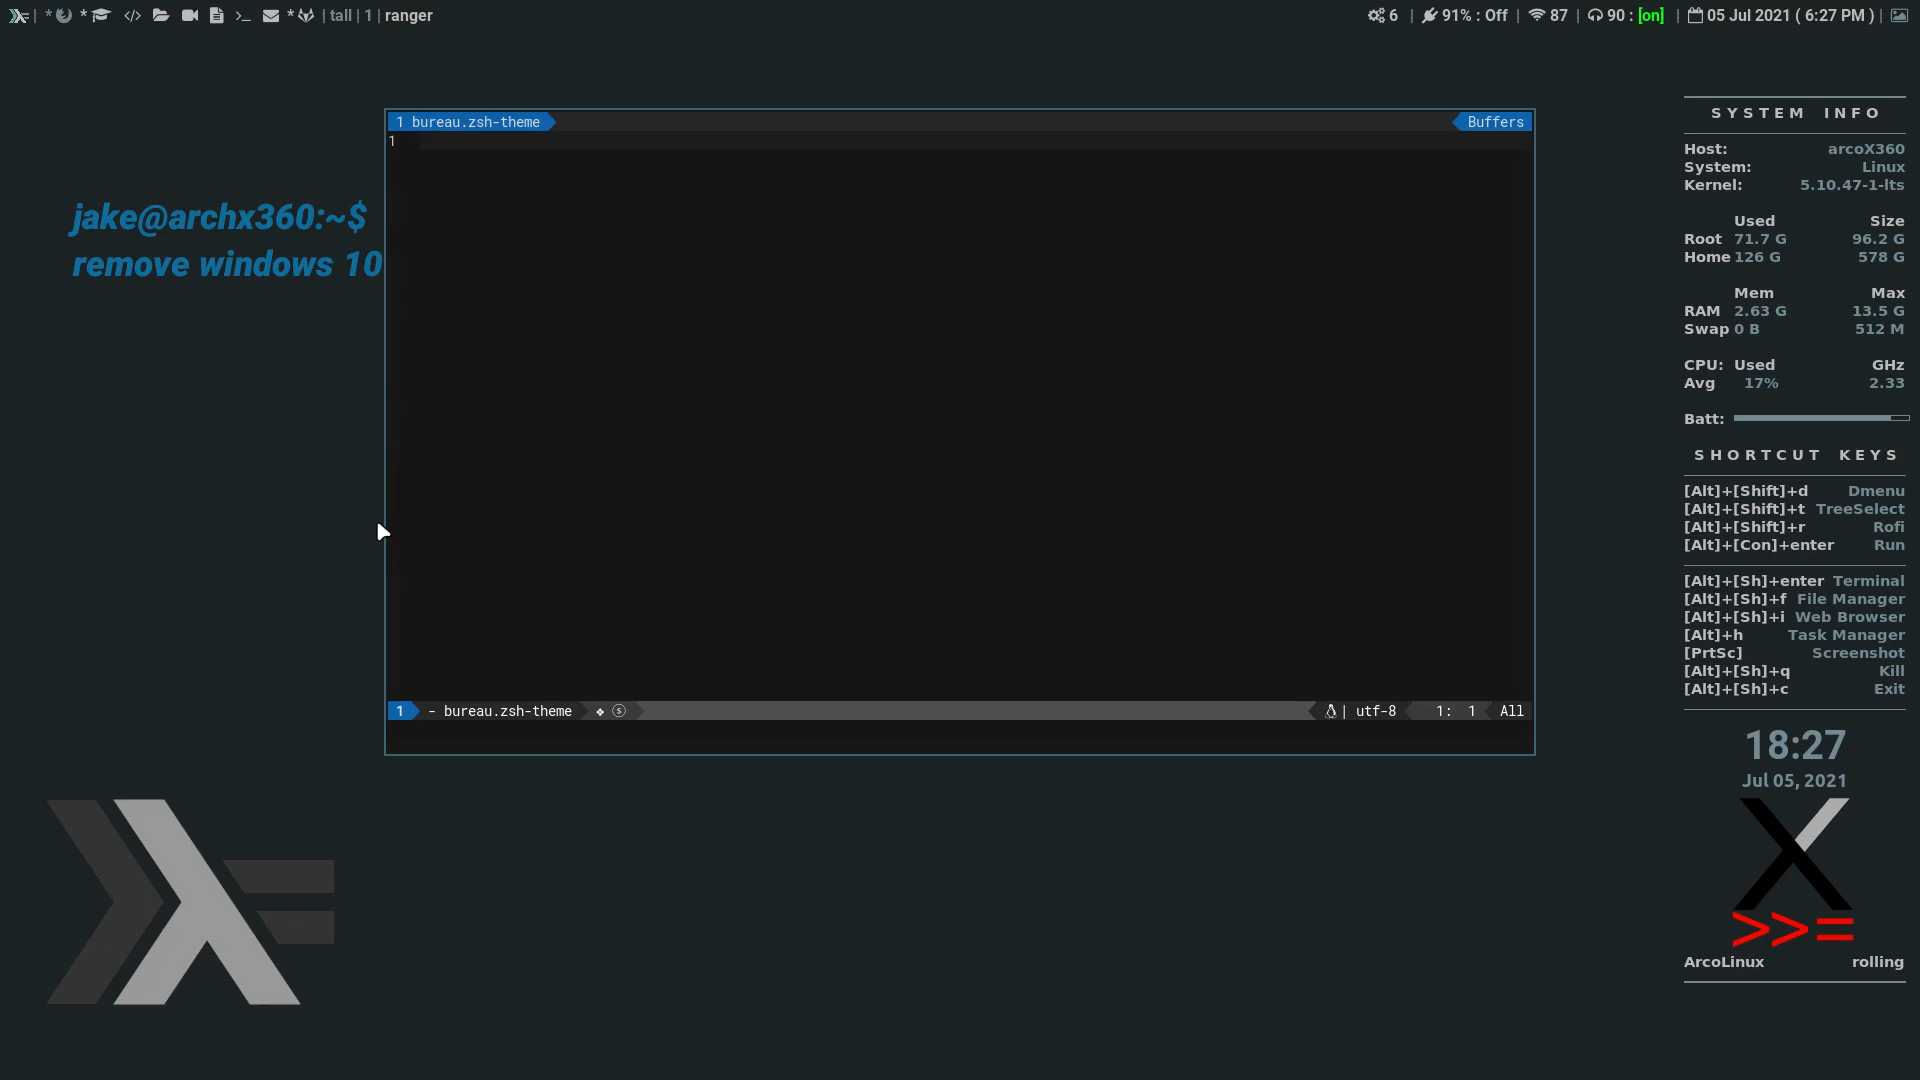 * * * | tall | 1 | ranger
6 | 91% : Off | 87 | 90 : [on] | 05 Jul 2021 ( 6:27 PM ) |
1 bureau.zsh-theme Buffers
1
jake@archx360:~$
remove windows 10
1 - bureau.zsh-theme ❖ ⓢ | utf-8 1: 1 All
SYSTEM INFO
Host: arcoX360
System: Linux
Kernel: 5.10.47-1-lts
Used Size
Root 71.7 G 96.2 G
Home 126 G 578 G
Mem Max
RAM 2.63 G 13.5 G
Swap 0 B 512 M
CPU: Used GHz
Avg 17% 2.33
Batt:
SHORTCUT KEYS
[Alt]+[Shift]+d Dmenu
[Alt]+[Shift]+t TreeSelect
[Alt]+[Shift]+r Rofi
[Alt]+[Con]+enter Run
[Alt]+[Sh]+enter Terminal
[Alt]+[Sh]+f File Manager
[Alt]+[Sh]+i Web Browser
[Alt]+h Task Manager
[PrtSc] Screenshot
[Alt]+[Sh]+q Kill
[Alt]+[Sh]+c Exit
18:27
Jul 05, 2021
>>=
ArcoLinux rolling